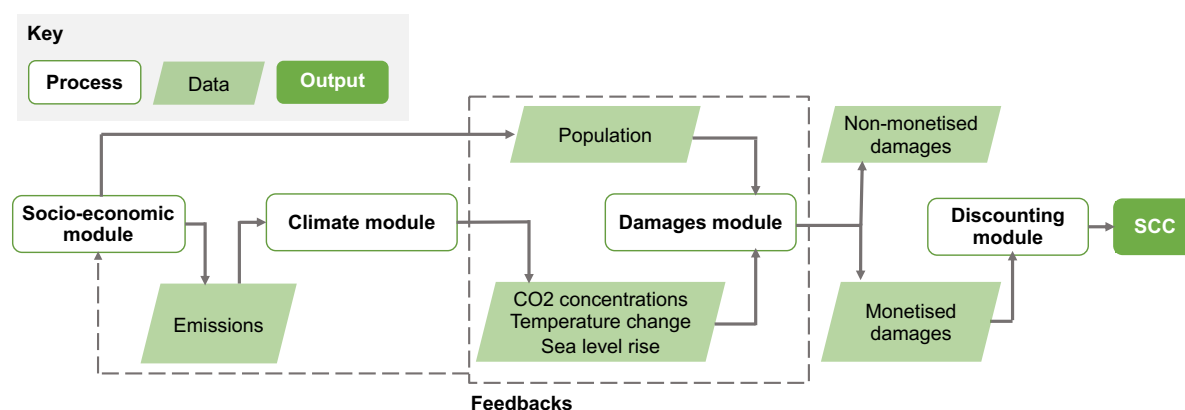 Key
Process
Data
Output
Population
Non-monetised
damages
Socio-economic
module
Climate module
Damages module
Discounting
module
SCC
Emissions
CO2 concentrations
Temperature change
Sea level rise
Monetised
damages
Feedbacks